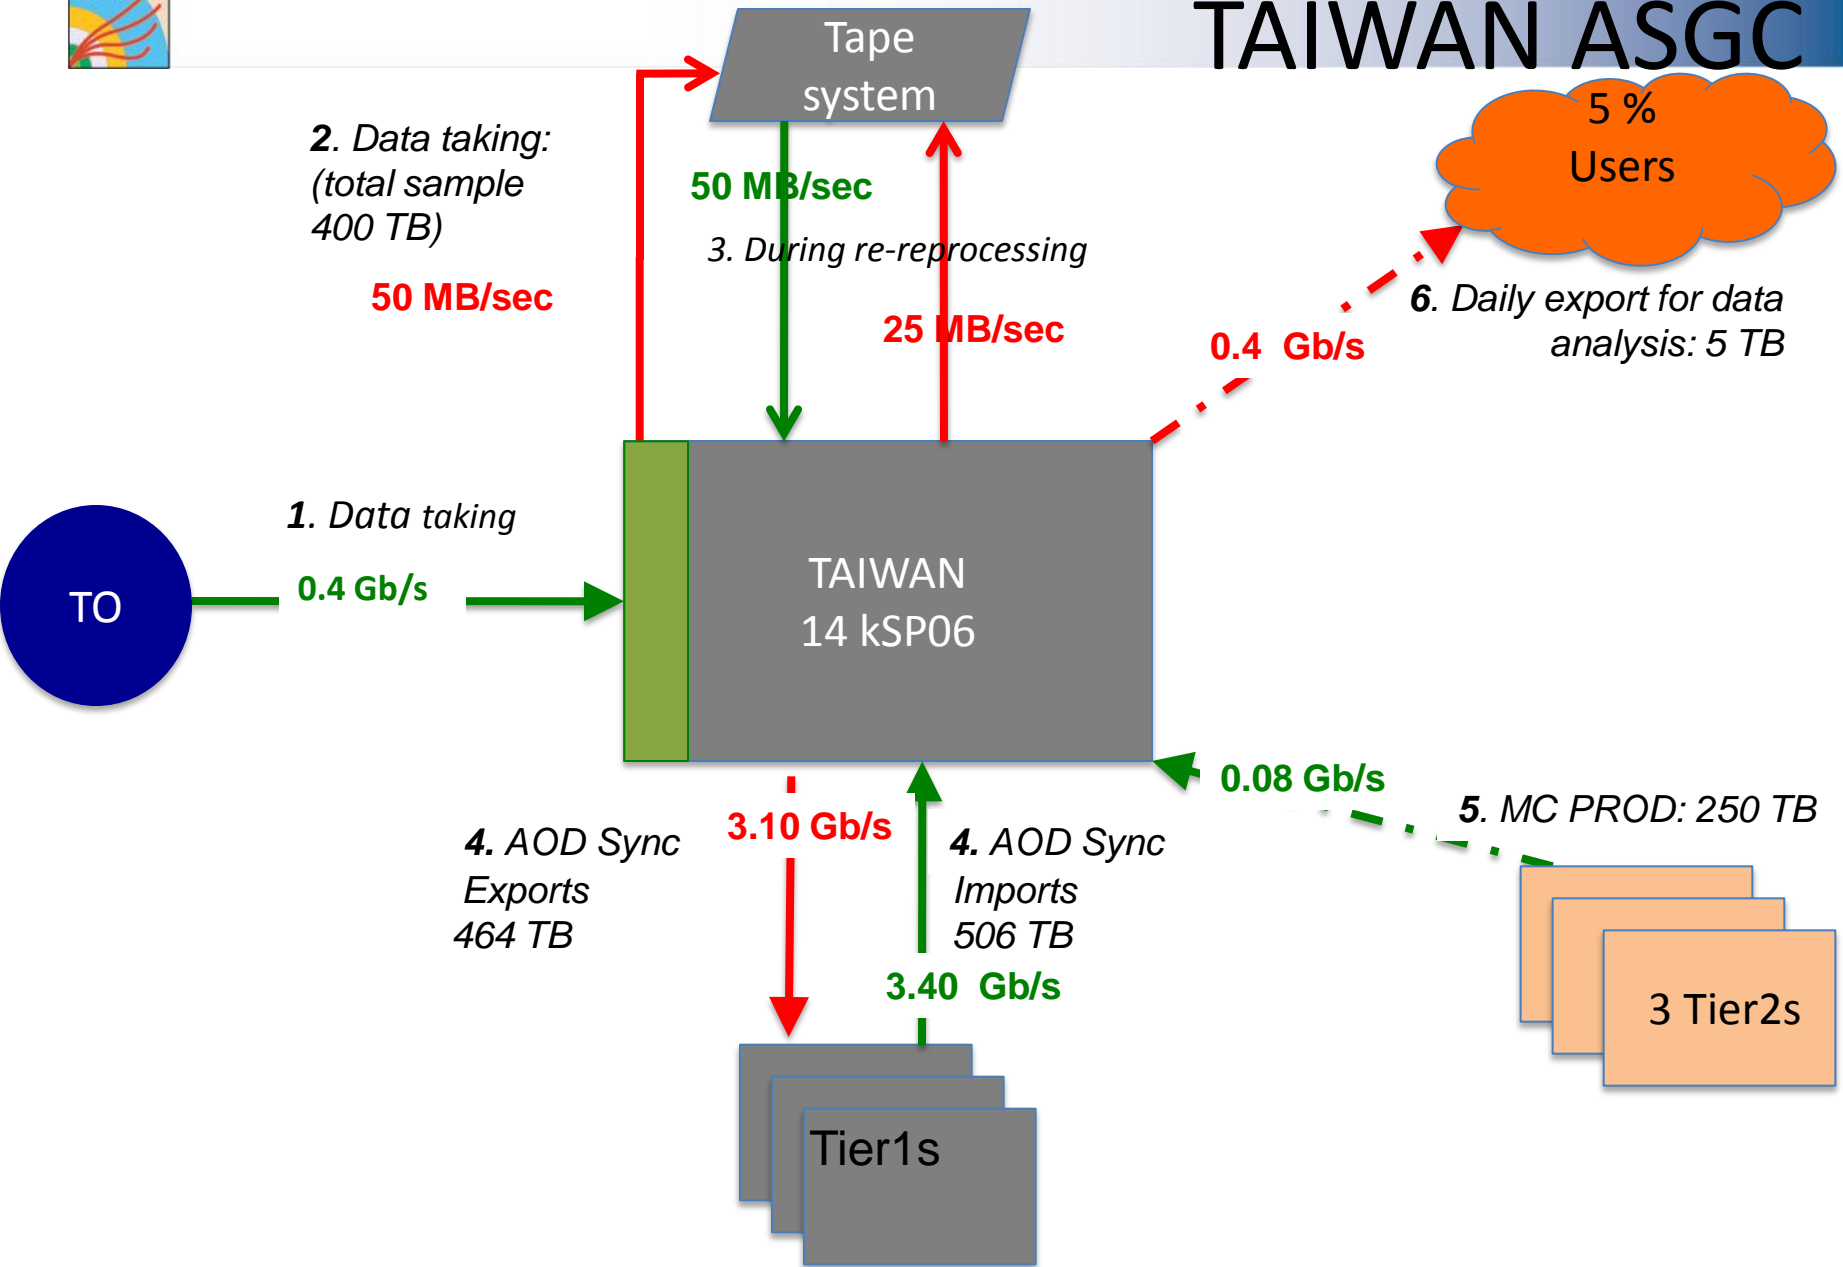 TAIWAN ASGC
Tape
system
5 %
Users
2. Data taking:
(total sample
400 TB)
50 MB/sec
50 MB/sec
3. During re-reprocessing
25 MB/sec
0.4 Gb/s
6. Daily export for data
analysis: 5 TB
1. Data taking
0.4 Gb/s
TO
TAIWAN
14 kSP06
4. AOD Sync
Exports
464 TB
3.10 Gb/s
4. AOD Sync
Imports
506 TB
3.40 Gb/s
0.08 Gb/s
5. MC PROD: 250 TB
3 Tier2s
Tier1s